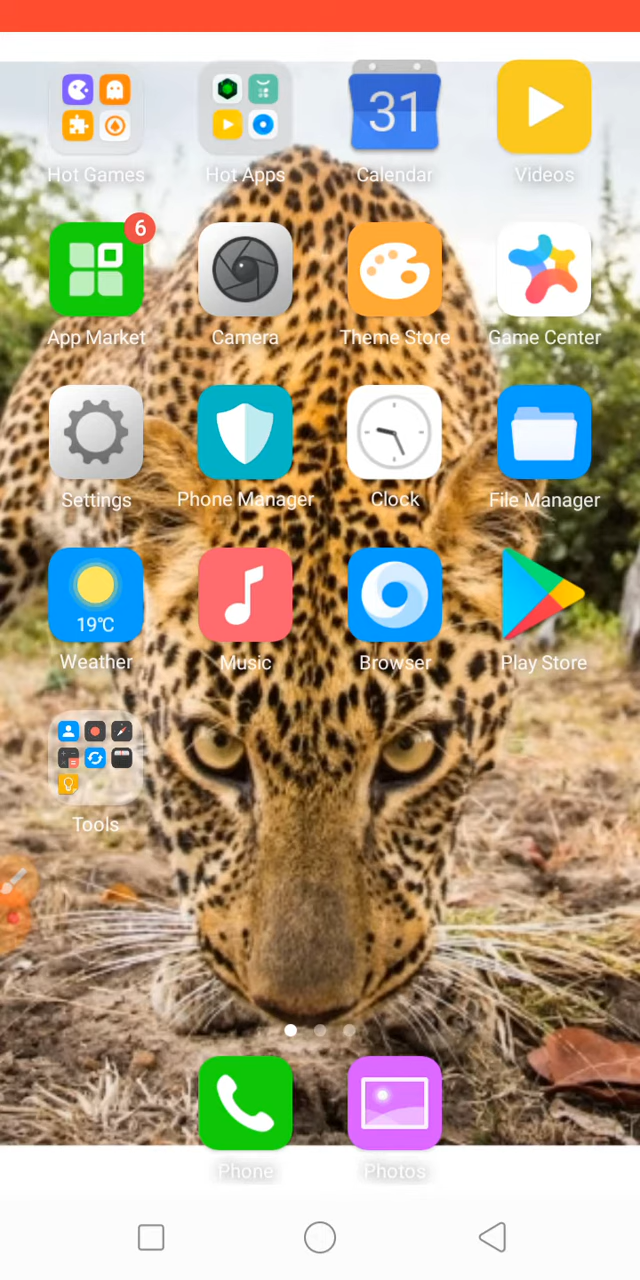 Hot Games
Hot Apps
31
Calendar
Videos
6
App Market
Camera
Theme Store
Game Center
Settings
Phone Manager
Clock
File Manager
19℃
Weather
Music
Browser
Play Store
Tools
Phone
Photos